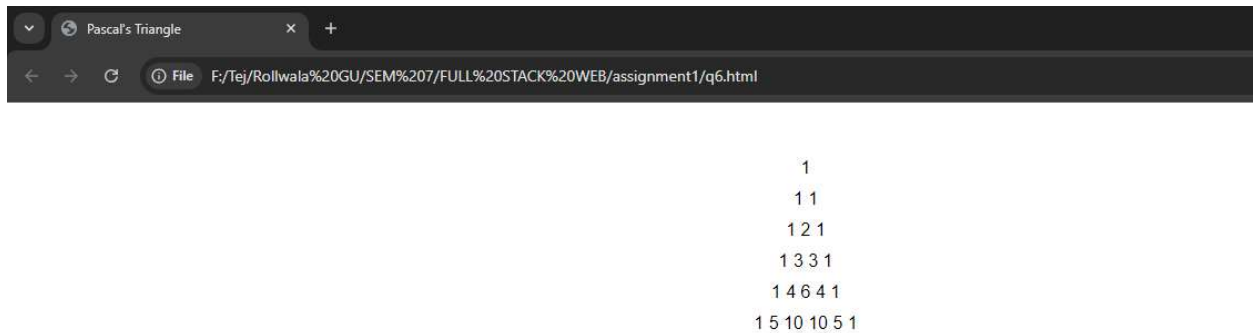 Pascal's Triangle
File F:/Tej/Rollwala%20GU/SEM%207/FULL%20STACK%20WEB/assignment1/q6.html
1
1 1
1 2 1
1 3 3 1
1 4 6 4 1
1 5 10 10 5 1